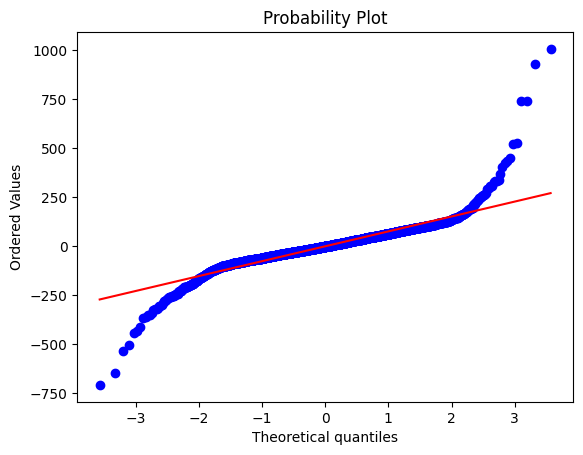 Probability Plot
Ordered Values
1000
750
500
250
0
−250
−500
−750
−3 −2 −1 0 1 2 3
Theoretical quantiles